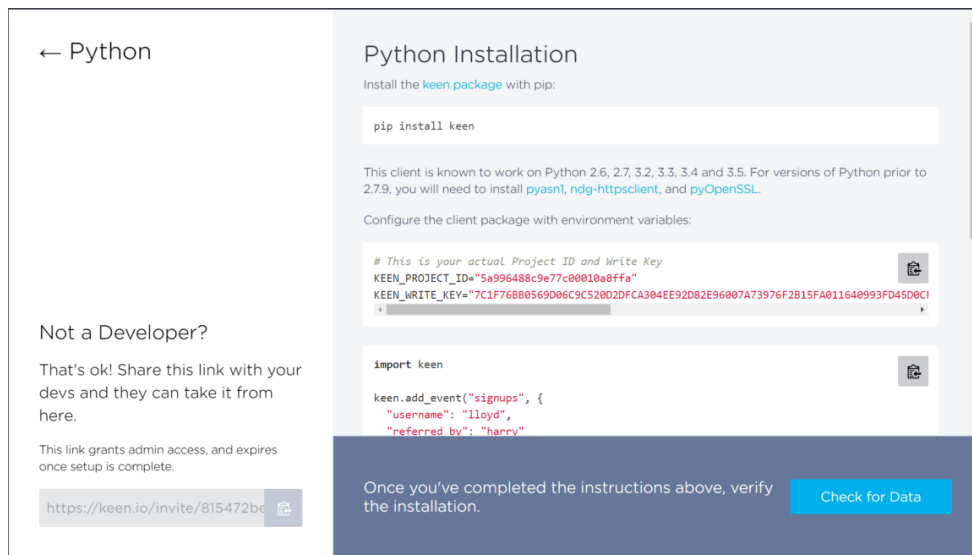 ← Python
Not a Developer?
That's ok! Share this link with your
devs and they can take it from
here.
This link grants admin access, and expires
once setup is complete.
https://keen.io/invite/815472be
Python Installation
Install the keen package with pip:
pip install keen
This client is known to work on Python 2.6, 2.7, 3.2, 3.3, 3.4 and 3.5. For versions of Python prior to
2.7.9, you will need to install pyasn1, ndg-httpsclient, and pyOpenSSL.
Configure the client package with environment variables:
# This is your actual Project ID and Write Key
KEEN_PROJECT_ID="5a996488c9e77c00010a8ffa"
KEEN_WRITE_KEY="7C1F76BB0569D06C9C520D2DFCA304EE92D82E96007A73976F2B15FA011640993FD45D0CF
import keen
keen.add_event("signups", {
"username": "lloyd",
"referred by": "harry"
Once you've completed the instructions above, verify
the installation.
Check for Data